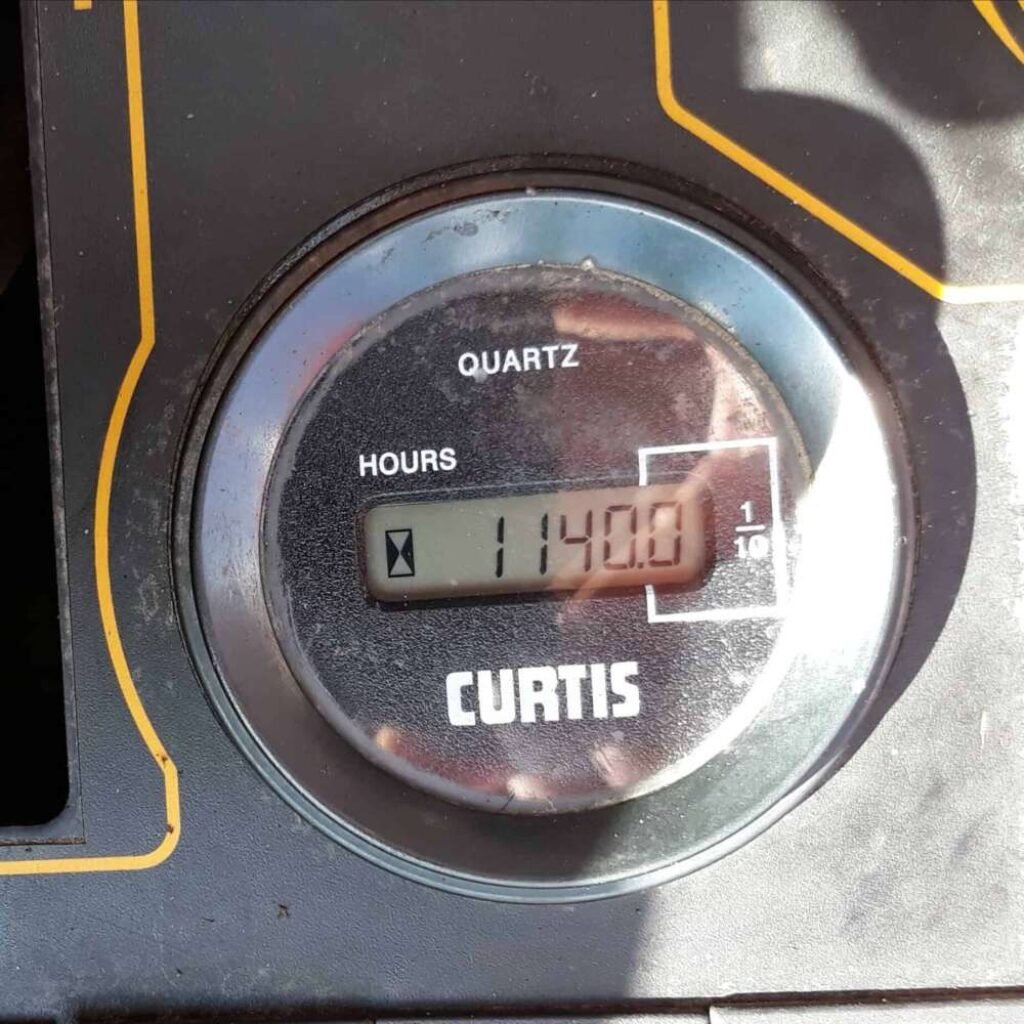 QUARTZ
HOURS
1140.0
1/10
CURTIS